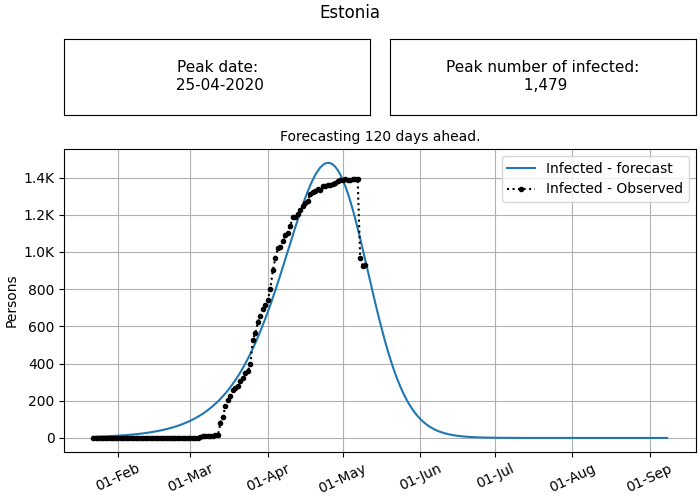 Estonia
Peak date:
25-04-2020
Peak number of infected:
1,479
Forecasting 120 days ahead.
Infected - forecast
Infected - Observed
Persons
1.4K
1.2K
1.0K
800
600
400
200
0
01-Feb
01-Mar
01-Apr
01-May
01-Jun
01-Jul
01-Aug
01-Sep